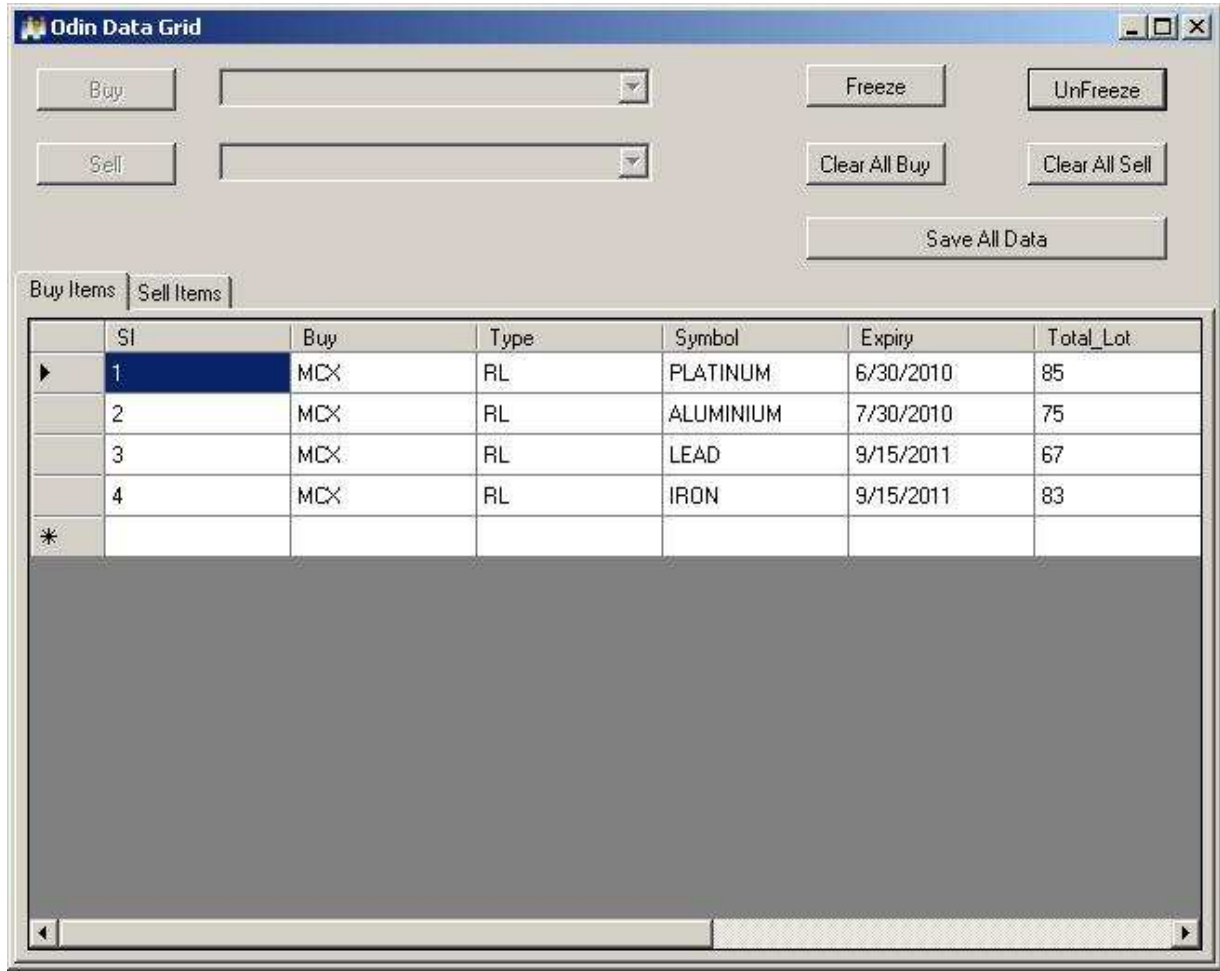 Odin Data Grid
Buy Freeze UnFreeze
Sell Clear All Buy Clear All Sell
Save All Data
Buy Items Sell Items
Sl Buy Type Symbol Expiry Total_Lot
1 MCX RL PLATINUM 6/30/2010 85
2 MCX RL ALUMINIUM 7/30/2010 75
3 MCX RL LEAD 9/15/2011 67
4 MCX RL IRON 9/15/2011 83